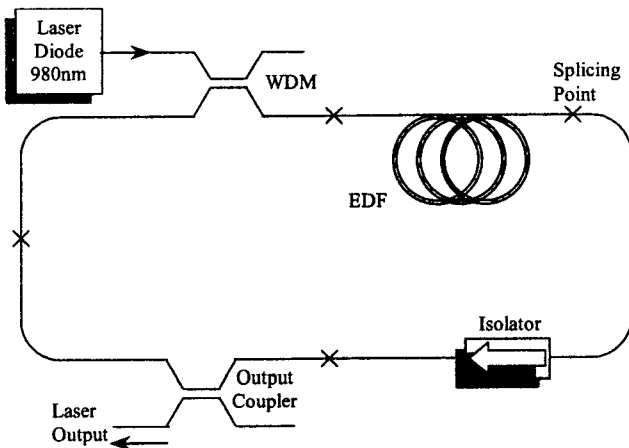 Laser
Diode
980nm
WDM
Splicing
Point
EDF
Isolator
Output
Coupler
Laser
Output